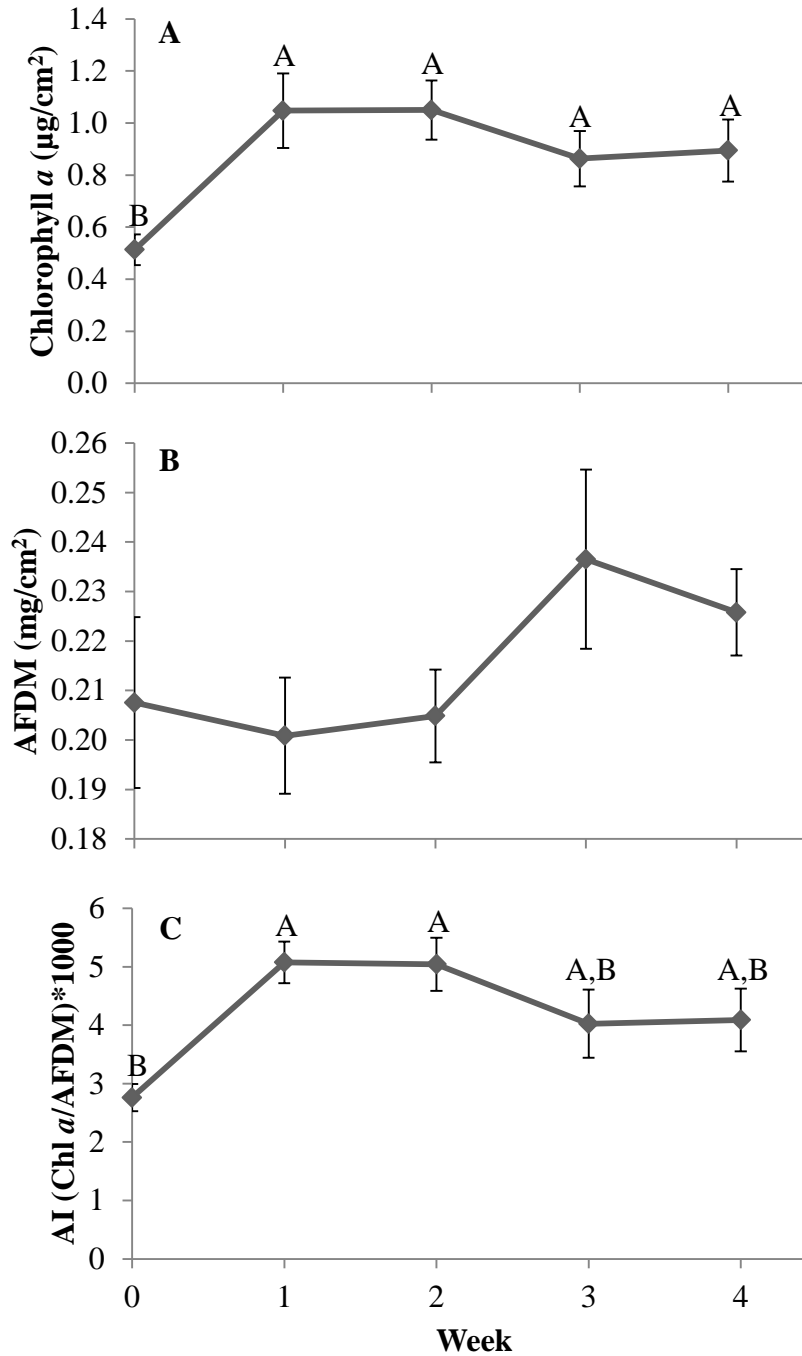 A
Chlorophyll a (µg/cm²)
1.4
1.2
1.0
0.8
0.6
0.4
0.2
0.0
B
A
A
A
A
B
AFDM (mg/cm²)
0.26
0.25
0.24
0.23
0.22
0.21
0.20
0.19
0.18
C
AI (Chl a/AFDM)*1000
6
5
4
3
2
1
0
B
A
A
A,B
A,B
0 1 2 3 4
Week